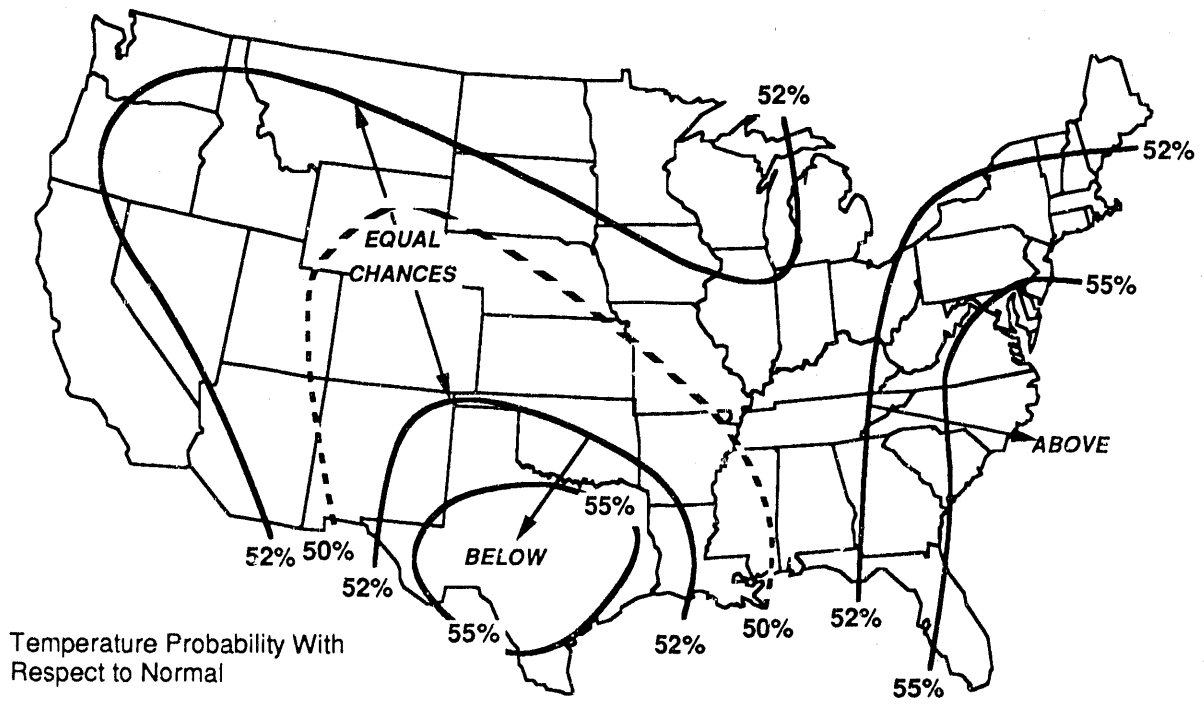 52%
52%
EQUAL
CHANCES
55%
ABOVE
55%
BELOW
52% 50%
52%
55%
52%
50%
52%
55%
Temperature Probability With
Respect to Normal